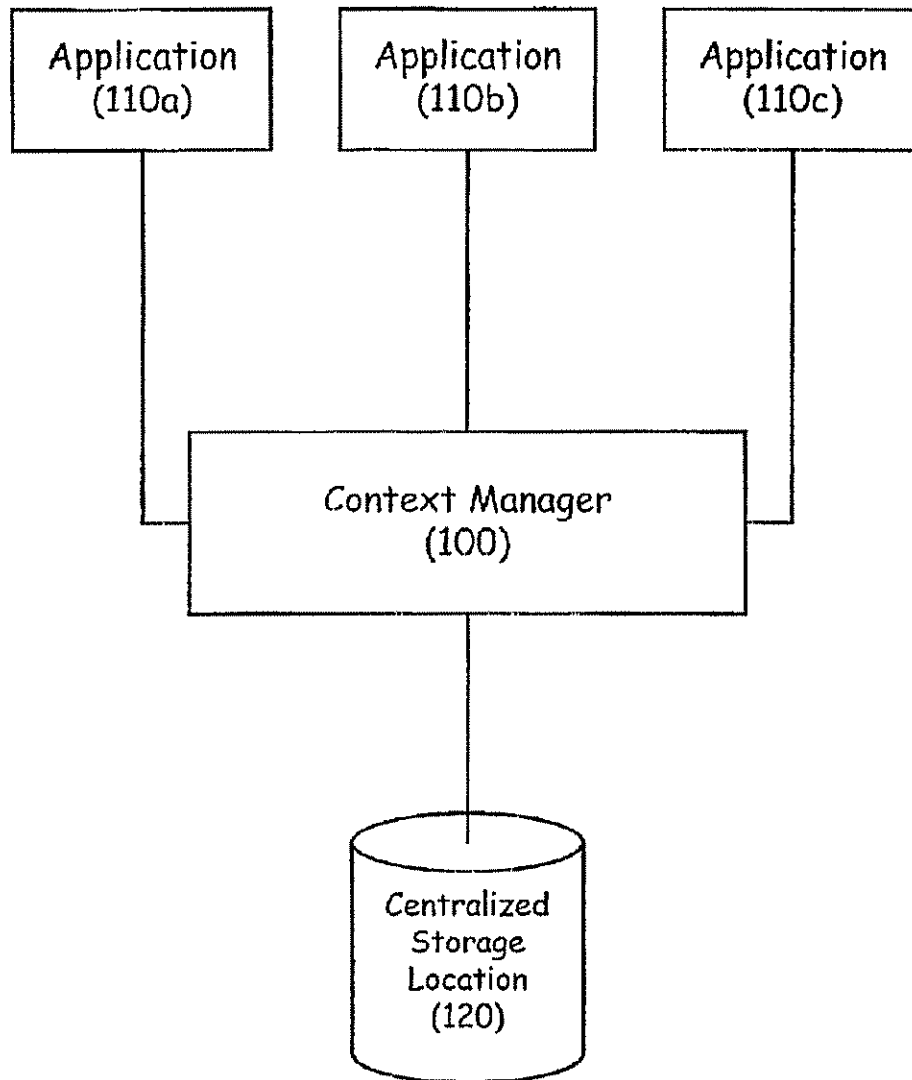 Application
(110a)
Application
(110b)
Application
(110c)
Context Manager
(100)
Centralized
Storage
Location
(120)